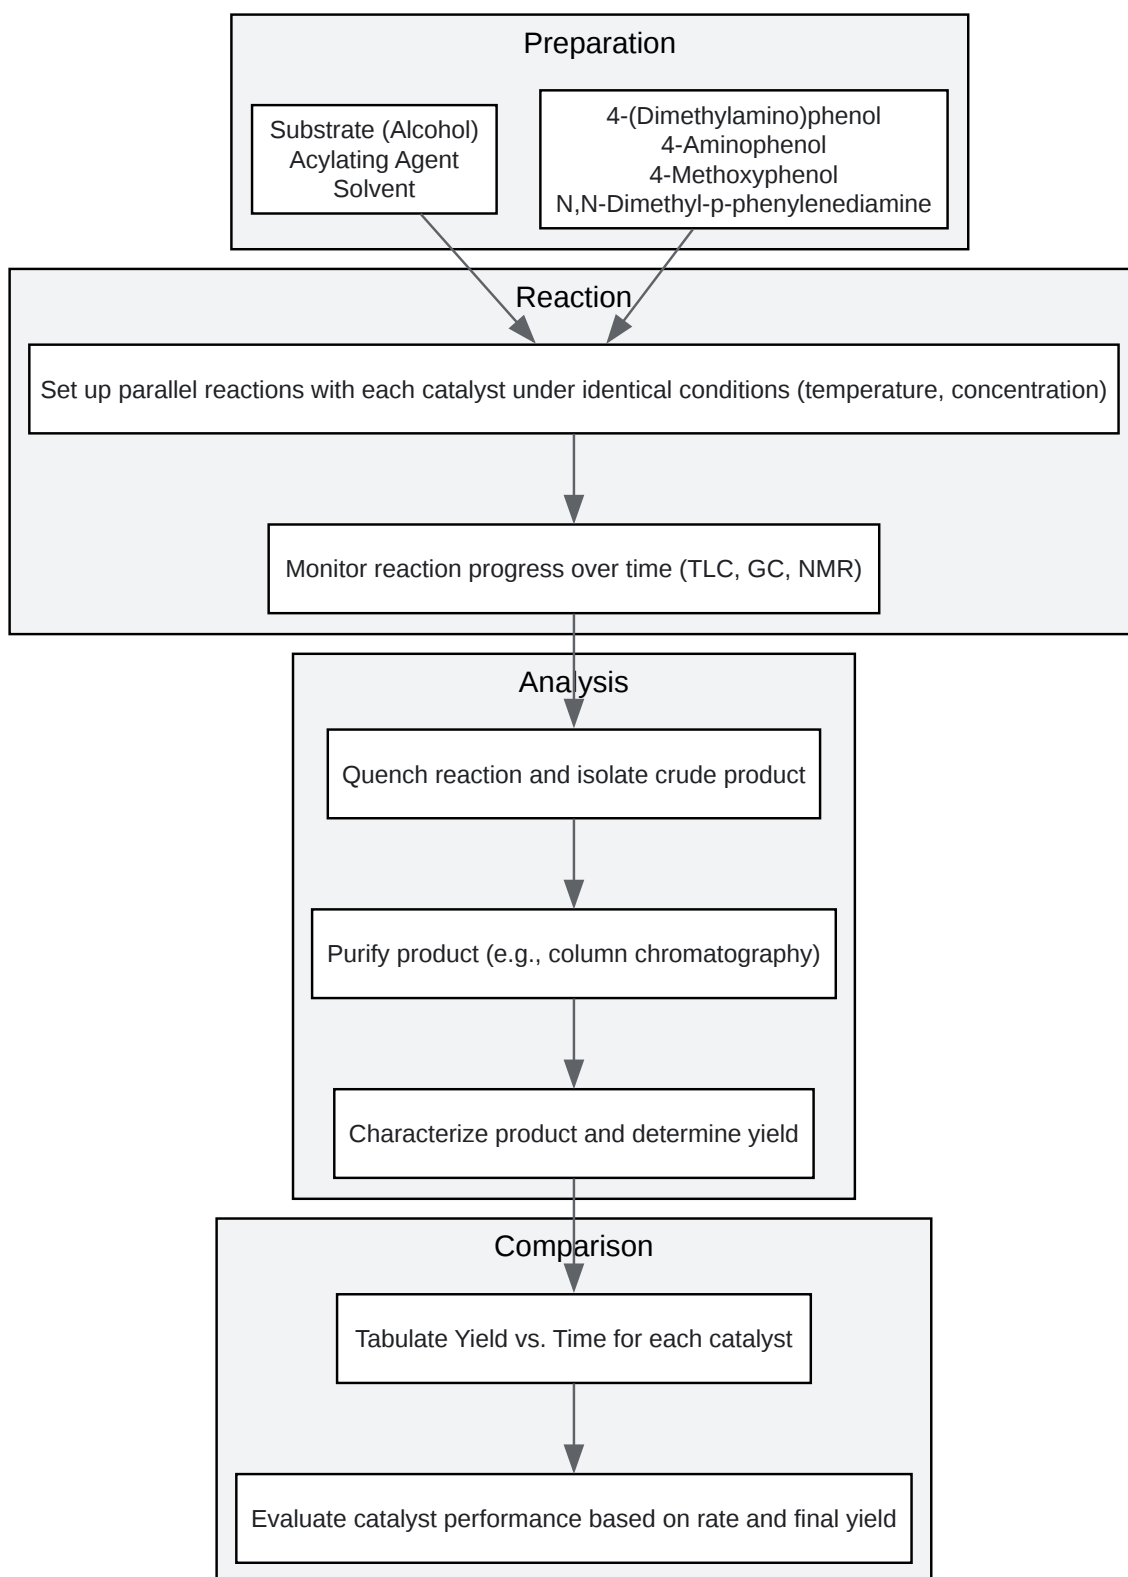 Preparation
Substrate (Alcohol)
Acylating Agent
Solvent
4-(Dimethylamino)phenol
4-Aminophenol
4-Methoxyphenol
N,N-Dimethyl-p-phenylenediamine
Reaction
Set up parallel reactions with each catalyst under identical conditions (temperature, concentration)
Monitor reaction progress over time (TLC, GC, NMR)
Analysis
Quench reaction and isolate crude product
Purify product (e.g., column chromatography)
Characterize product and determine yield
Comparison
Tabulate Yield vs. Time for each catalyst
Evaluate catalyst performance based on rate and final yield